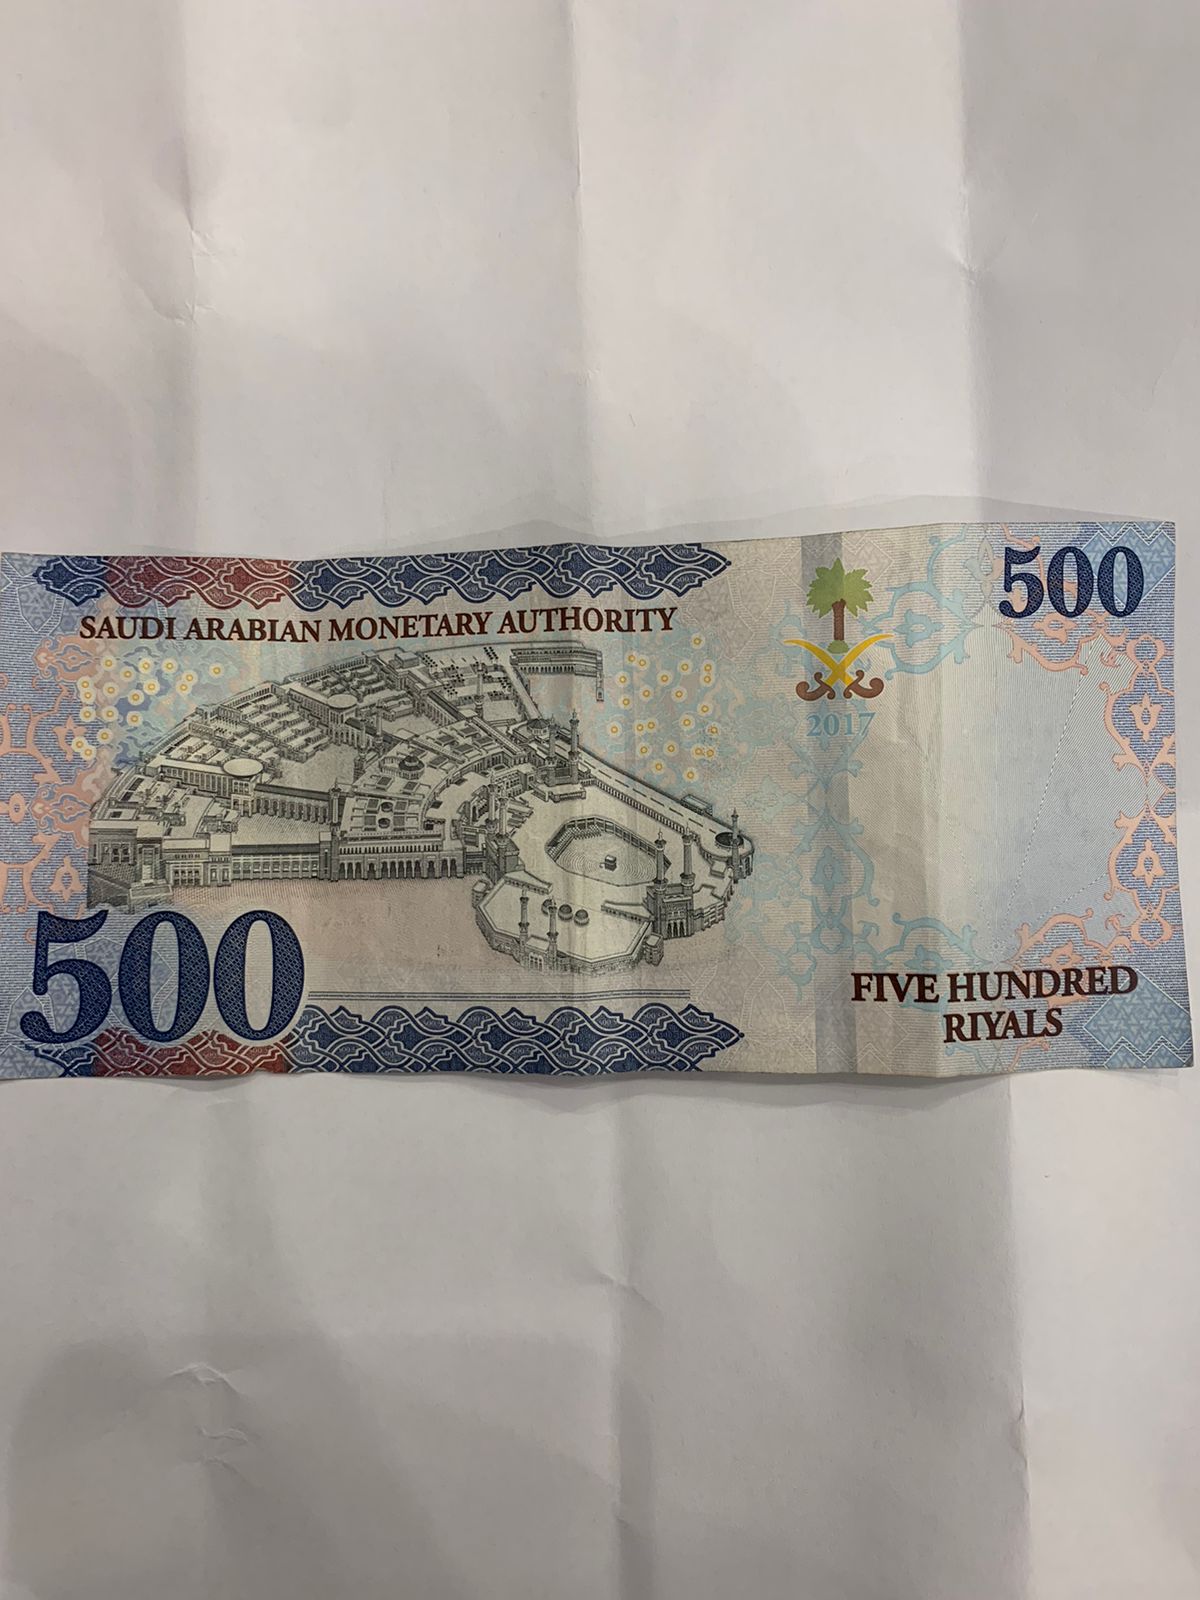 SAUDI ARABIAN MONETARY AUTHORITY
500
2017
500
FIVE HUNDRED
RIYALS